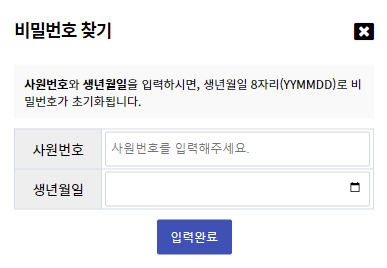 비밀번호 찾기
사원번호와 생년월일을 입력하시면, 생년월일 8자리(YYMMDD)로 비
밀번호가 초기화됩니다.
사원번호 사원번호를 입력해주세요.
생년월일
입력완료